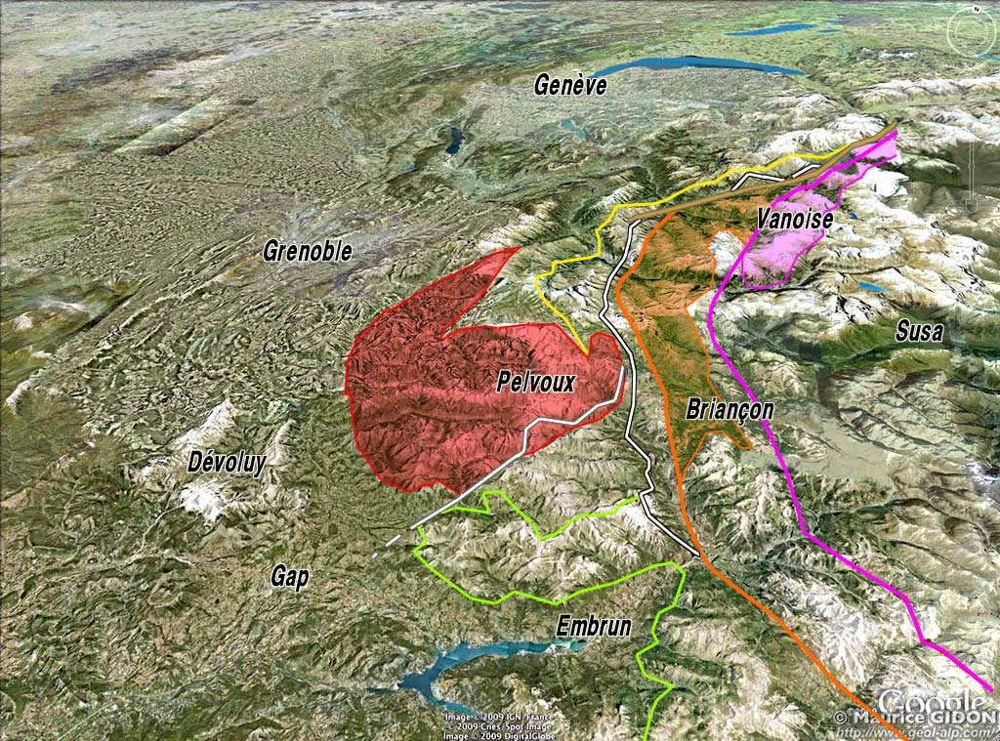 N
Genève
Vanoise
Grenoble
Susa
Pelvoux
Briançon
Dévoluy
Gap
Embrun
Image © 2009 IGN France
© 2009 Cnes/Spot Image
Image © 2009 DigitalGlobe
Google
© Maurice GIDON
http://www.geol-alp.com/